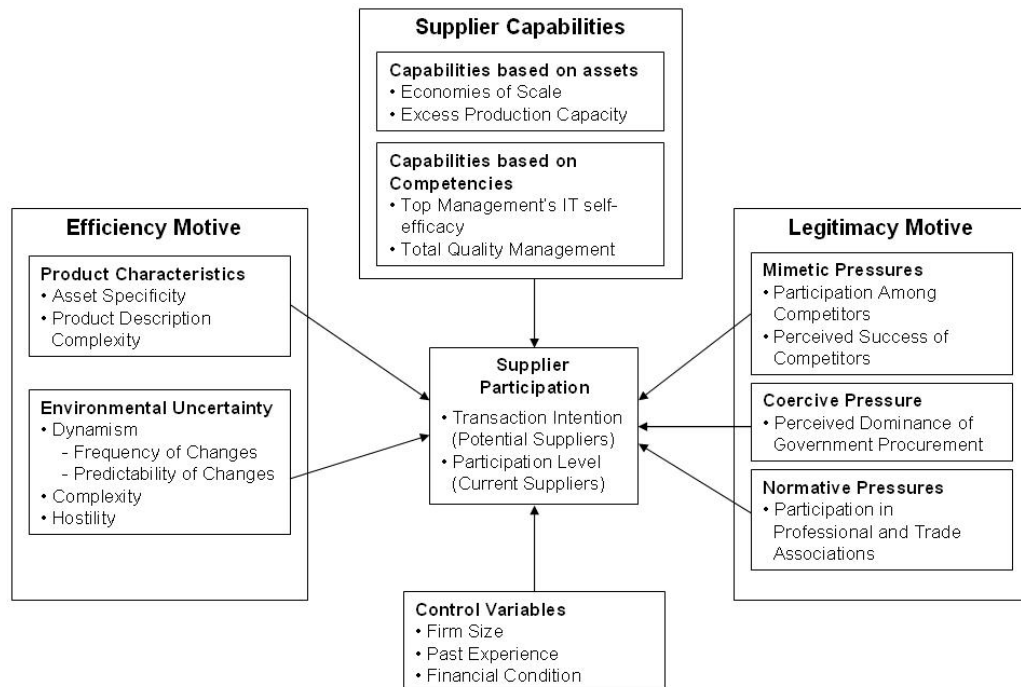 Supplier Capabilities
Capabilities based on assets
• Economies of Scale
• Excess Production Capacity
Capabilities based on
Competencies
• Top Management's IT self-
efficacy
• Total Quality Management
Efficiency Motive
Product Characteristics
• Asset Specificity
• Product Description
Complexity
Environmental Uncertainty
• Dynamism
- Frequency of Changes
- Predictability of Changes
• Complexity
• Hostility
Supplier
Participation
• Transaction Intention
(Potential Suppliers)
• Participation Level
(Current Suppliers)
Legitimacy Motive
Mimetic Pressures
• Participation Among
Competitors
• Perceived Success of
Competitors
Coercive Pressure
• Perceived Dominance of
Government Procurement
Normative Pressures
• Participation in
Professional and Trade
Associations
Control Variables
• Firm Size
• Past Experience
• Financial Condition